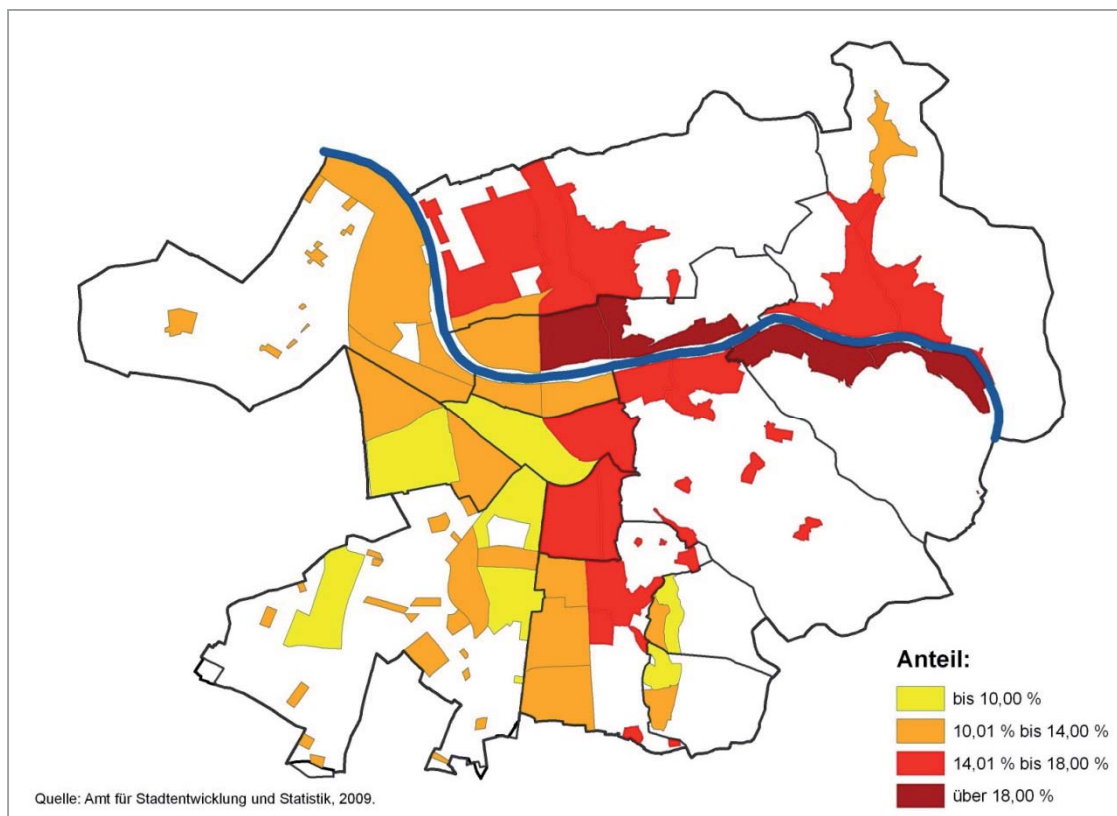 Anteil:
bis 10,00 %
10,01 % bis 14,00 %
14,01 % bis 18,00 %
über 18,00 %
Quelle: Amt für Stadtentwicklung und Statistik, 2009.